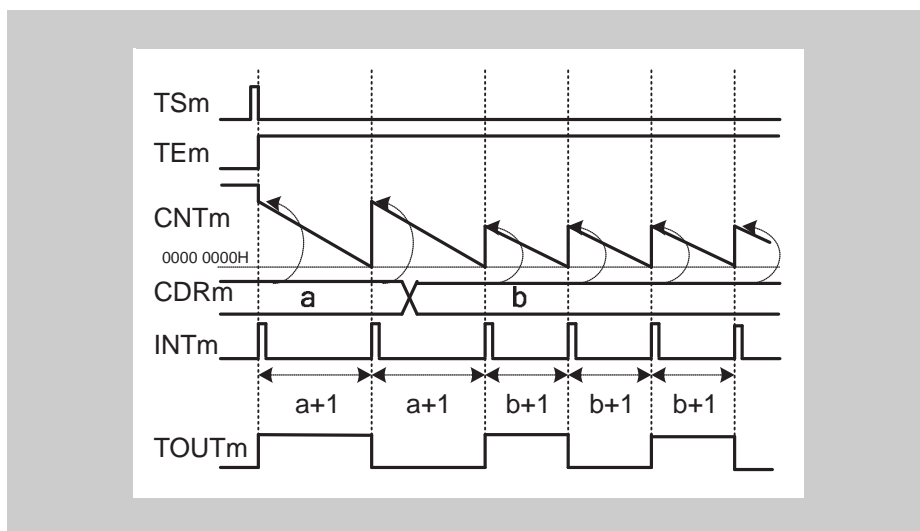 TSm
TEm
CNTm
0000 0000H
CDRm
a b
INTm
a+1 a+1 b+1 b+1 b+1
TOUTm